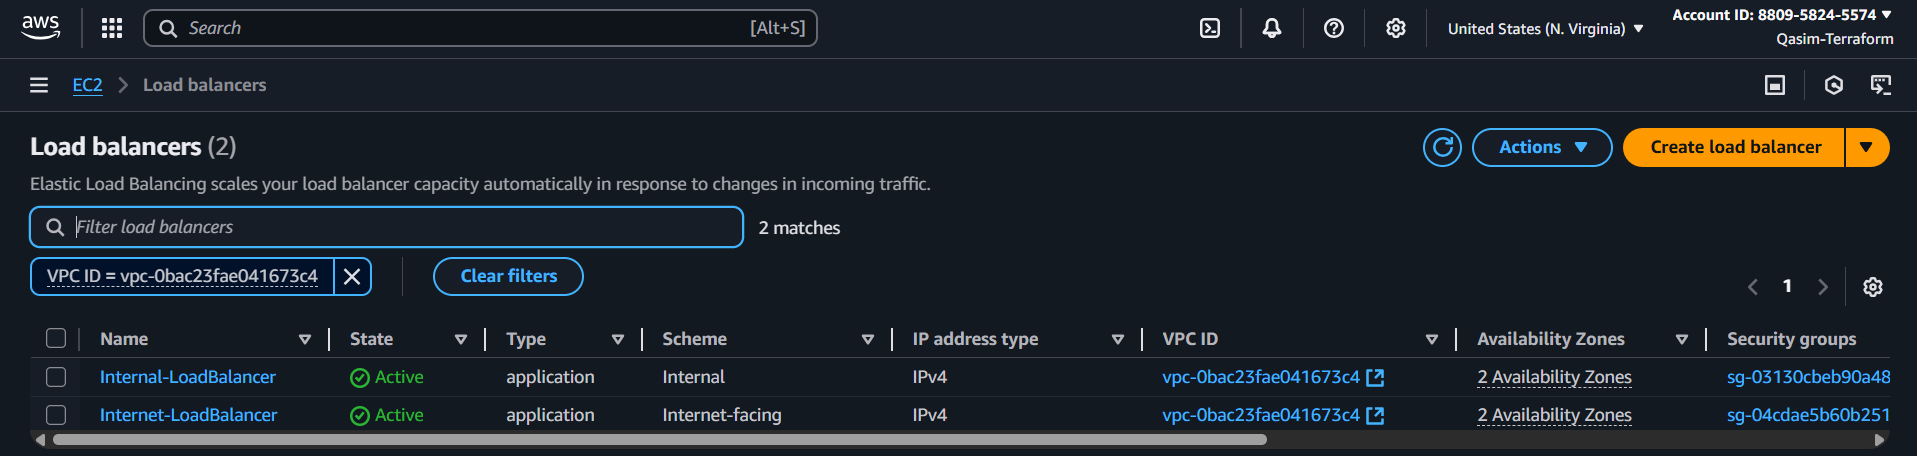 aws Search [Alt+S] United States (N. Virginia) Account ID: 8809-5824-5574
Qasim-Terraform
EC2 Load balancers
Load balancers (2) Actions Create load balancer
Elastic Load Balancing scales your load balancer capacity automatically in response to changes in incoming traffic.
Filter load balancers 2 matches
VPC ID = vpc-0bac23fae041673c4 Clear filters
1
Name State Type Scheme IP address type VPC ID Availability Zones Security groups
Internal-LoadBalancer Active application Internal IPv4 vpc-0bac23fae041673c4 2 Availability Zones sg-03130cbeb90a48
Internet-LoadBalancer Active application Internet-facing IPv4 vpc-0bac23fae041673c4 2 Availability Zones sg-04cdae5b60b251